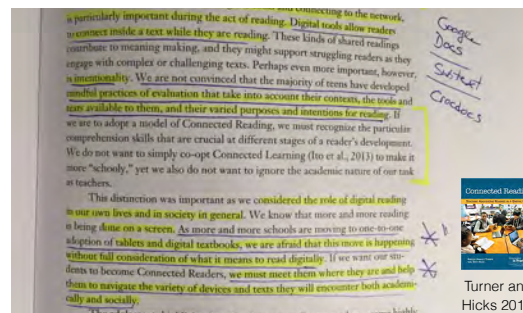 connecting to the network,
is particularly important during the act of reading. Digital tools allow readers
to connect inside a text while they are reading. These kinds of shared readings
contribute to meaning making, and they might support struggling readers as they
engage with complex or challenging texts. Perhaps even more important, however,
is intentionality. We are not convinced that the majority of teens have developed
mindful practices of evaluation that take into account their contexts, the tools and
texts available to them, and their varied purposes and intentions for reading. If
we are to adopt a model of Connected Reading, we must recognize the particular
comprehension skills that are crucial at different stages of a reader's development.
We do not want to simply co-opt Connected Learning (Ito et al., 2013) to make it
more "schooly," yet we also do not want to ignore the academic nature of our task
as teachers.
This distinction was important as we considered the role of digital reading
in our own lives and in society in general. We know that more and more reading
is being done on a screen. As more and more schools are moving to one-to-one
adoption of tablets and digital textbooks, we are afraid that this move is happening
without full consideration of what it means to read digitally. If we want our stu-
dents to become Connected Readers, we must meet them where they are and help
them to navigate the variety of devices and texts they will encounter both academi-
cally and socially.
Google
Docs
Subtext
Crocdocs
Connected Readi
Turner an
Hicks 201